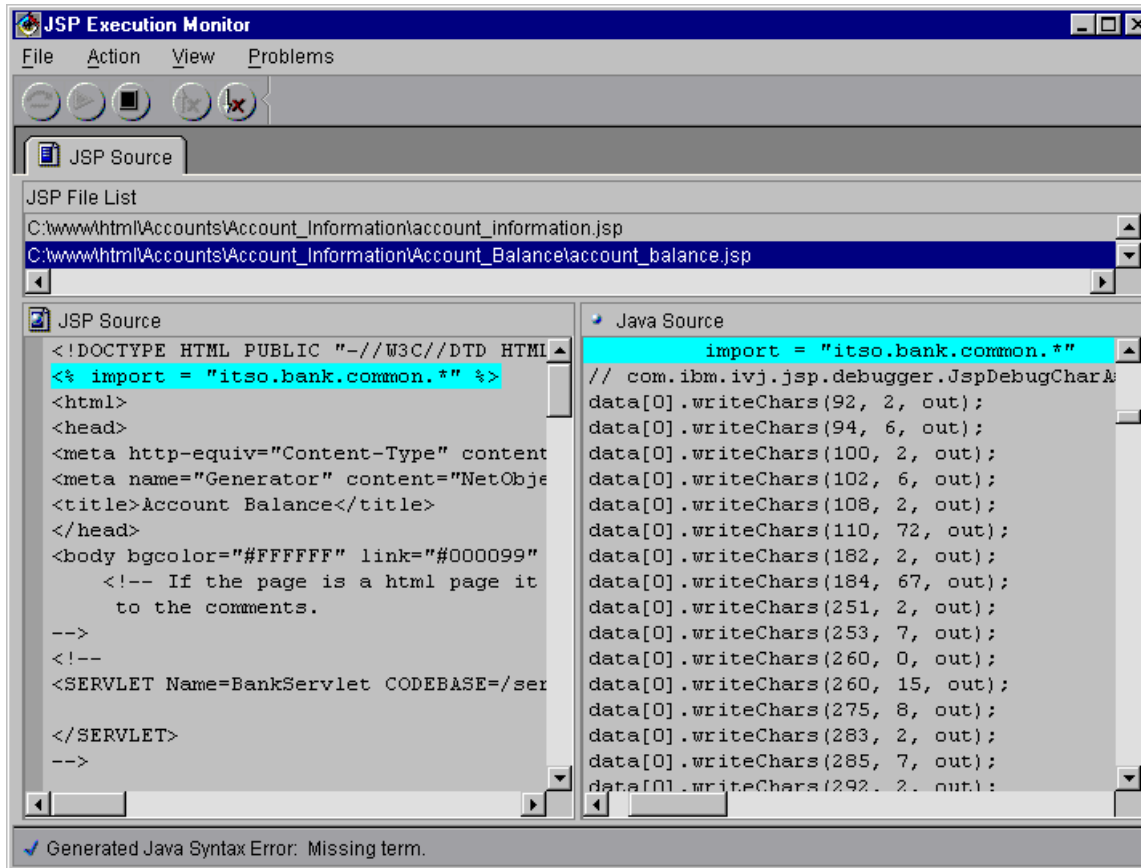 JSP Execution Monitor
File Action View Problems
JSP Source
JSP File List
C:\www\html\Accounts\Account_Information\account_information.jsp
C:\www\html\Accounts\Account_Information\Account_Balance\account_balance.jsp
JSP Source
<!DOCTYPE HTML PUBLIC "-//W3C//DTD HTML
<% import = "itso.bank.common.*" %>
<html>
<head>
<meta http-equiv="Content-Type" content
<meta name="Generator" content="NetObje
<title>Account Balance</title>
</head>
<body bgcolor="#FFFFFF" link="#000099"
<!-- If the page is a html page it
to the comments.
-->
<!--
<SERVLET Name=BankServlet CODEBASE=/ser
</SERVLET>
-->
Java Source
import = "itso.bank.common.*"
// com.ibm.ivj.jsp.debugger.JspDebugCharA
data[0].writeChars(92, 2, out);
data[0].writeChars(94, 6, out);
data[0].writeChars(100, 2, out);
data[0].writeChars(102, 6, out);
data[0].writeChars(108, 2, out);
data[0].writeChars(110, 72, out);
data[0].writeChars(182, 2, out);
data[0].writeChars(184, 67, out);
data[0].writeChars(251, 2, out);
data[0].writeChars(253, 7, out);
data[0].writeChars(260, 0, out);
data[0].writeChars(260, 15, out);
data[0].writeChars(275, 8, out);
data[0].writeChars(283, 2, out);
data[0].writeChars(285, 7, out);
data[0].writeChars(292, 2, out);
Generated Java Syntax Error: Missing term.